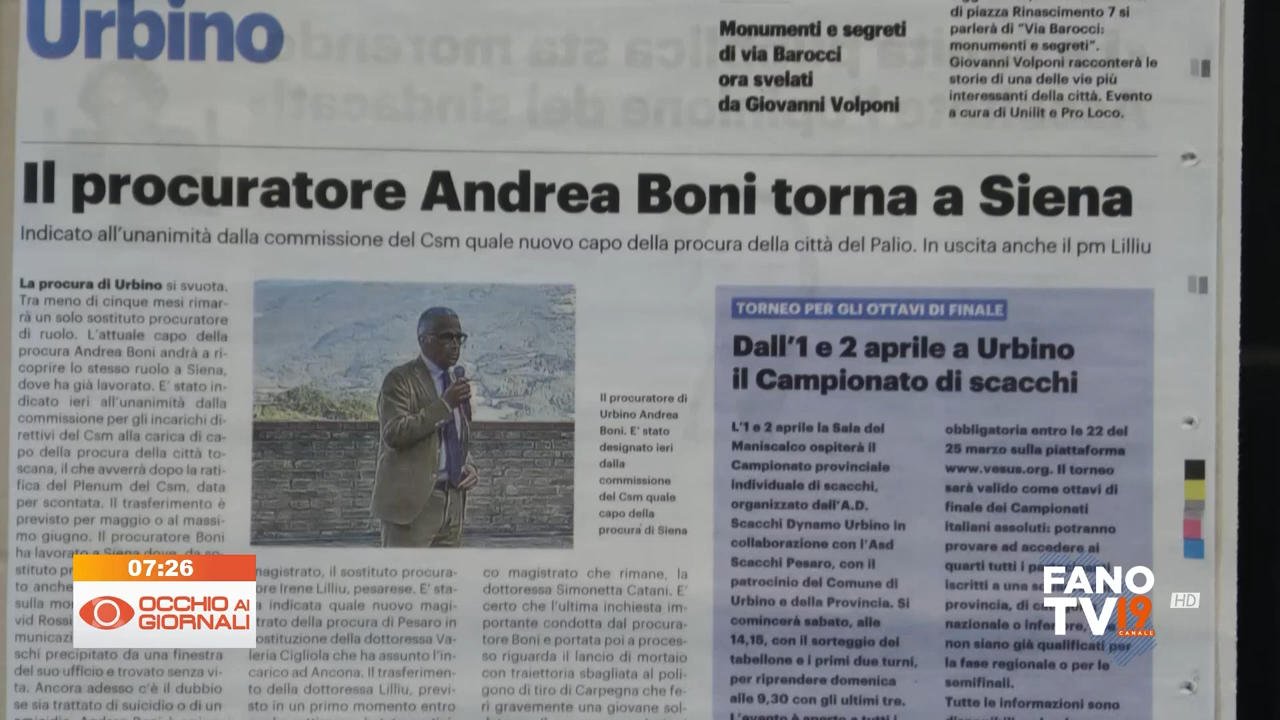 Urbino
Monumenti e segreti
di via Barocci
ora svelati
da Giovanni Volponi
di piazza Rinascimento 7 si
parlerà di "Via Barocci:
monumenti e segreti".
Giovanni Volponi racconterà le
storie di una delle vie più
interessanti della città. Evento
a cura di Unilit e Pro Loco.
Il procuratore Andrea Boni torna a Siena
Indicato all'unanimità dalla commissione del Csm quale nuovo capo della procura della città del Palio. In uscita anche il pm Lilliu
La procura di Urbino si svuota.
Tra meno di cinque mesi rimar-
rà un solo sostituto procuratore
di ruolo. L'attuale capo della
procura Andrea Boni andrà a ri-
coprire lo stesso ruolo a Siena,
dove ha già lavorato. E' stato in-
dicato ieri all'unanimità dalla
commissione per gli incarichi di-
rettivi del Csm alla carica di ca-
po della procura della città to-
scana, il che avverrà dopo la rati-
fica del Plenum del Csm, data
per scontata. Il trasferimento è
previsto per maggio o al massi-
mo giugno. Il procuratore Boni
ha lavorato a Siena dove, da so-
stituto
to anche
sulla
vid Rossi
municaz
schi precipitato da una finestra
del suo ufficio e trovato senza vi-
ta. Ancora adesso c'è il dubbio
se sia trattato di suicidio o di un
Il procuratore di
Urbino Andrea
Boni. E' stato
designato ieri
dalla
commissione
del Csm quale
capo della
procura di Siena
magistrato, il sostituto procura-
ore Irene Lilliu, pesarese. E' sta-
a indicata quale nuovo magi-
trato della procura di Pesaro in
ostituzione della dottoressa Va-
leria Cigliola che ha assunto l'in-
carico ad Ancona. Il trasferimen-
to della dottoressa Lilliu, previ-
sto in un primo momento entro
co magistrato che rimane, la
dottoressa Simonetta Catani. E'
certo che l'ultima inchiesta im-
portante condotta dal procura-
tore Boni e portata poi a proces-
so riguarda il lancio di mortaio
con traiettoria sbagliata al poli-
gono di tiro di Carpegna che fe-
rì gravemente una giovane sol-
TORNEO PER GLI OTTAVI DI FINALE
Dall'1 e 2 aprile a Urbino
il Campionato di scacchi
L'1 e 2 aprile la Sala del
Maniscalco ospiterà il
Campionato provinciale
individuale di scacchi,
organizzato dall'A.D.
Scacchi Dynamo Urbino in
collaborazione con l'Asd
Scacchi Pesaro, con il
patrocinio del Comune di
Urbino e della Provincia. Si
comincerà sabato, alle
14,15, con il sorteggio del
tabellone e i primi due turni,
per riprendere domenica
alle 9,30 con gli ultimi tre.
L'evento è aperto a tutti i
obbligatoria entro le 22 del
25 marzo sulla piattaforma
www.vesus.org. Il torneo
sarà valido come ottavi di
finale dei Campionati
italiani assoluti: potranno
provare ad accedere ai
quarti tutti i
iscritti a una
provincia, di
nazionale o
non siano già qualificati per
la fase regionale o per le
semifinali.
Tutte le informazioni sono
07:26
OCCHIO AI
GIORNALI
FANO
TV19
CANALE
HD